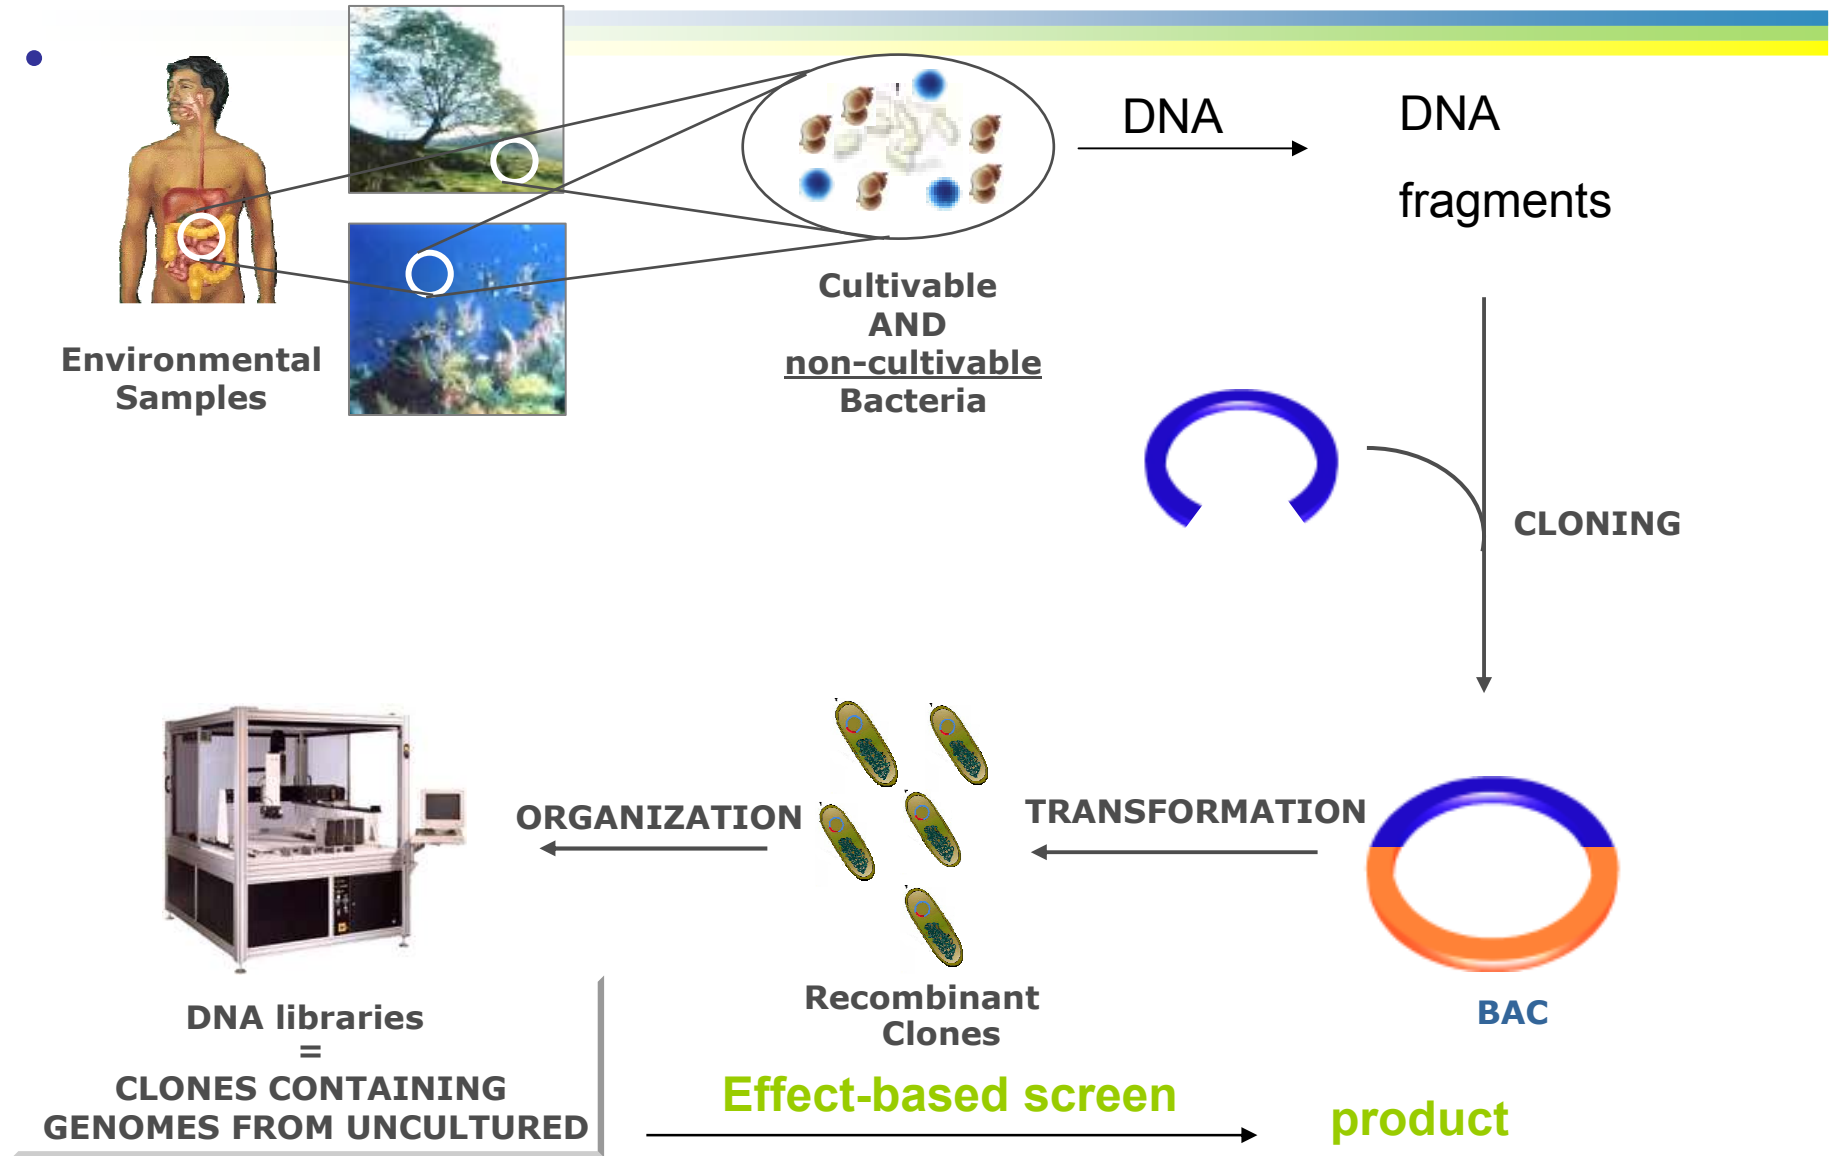 Environmental
Samples
Cultivable
AND
non-cultivable
Bacteria
DNA
DNA
fragments
CLONING
BAC
TRANSFORMATION
Recombinant
Clones
ORGANIZATION
DNA libraries
=
CLONES CONTAINING
GENOMES FROM UNCULTURED
Effect-based screen
product